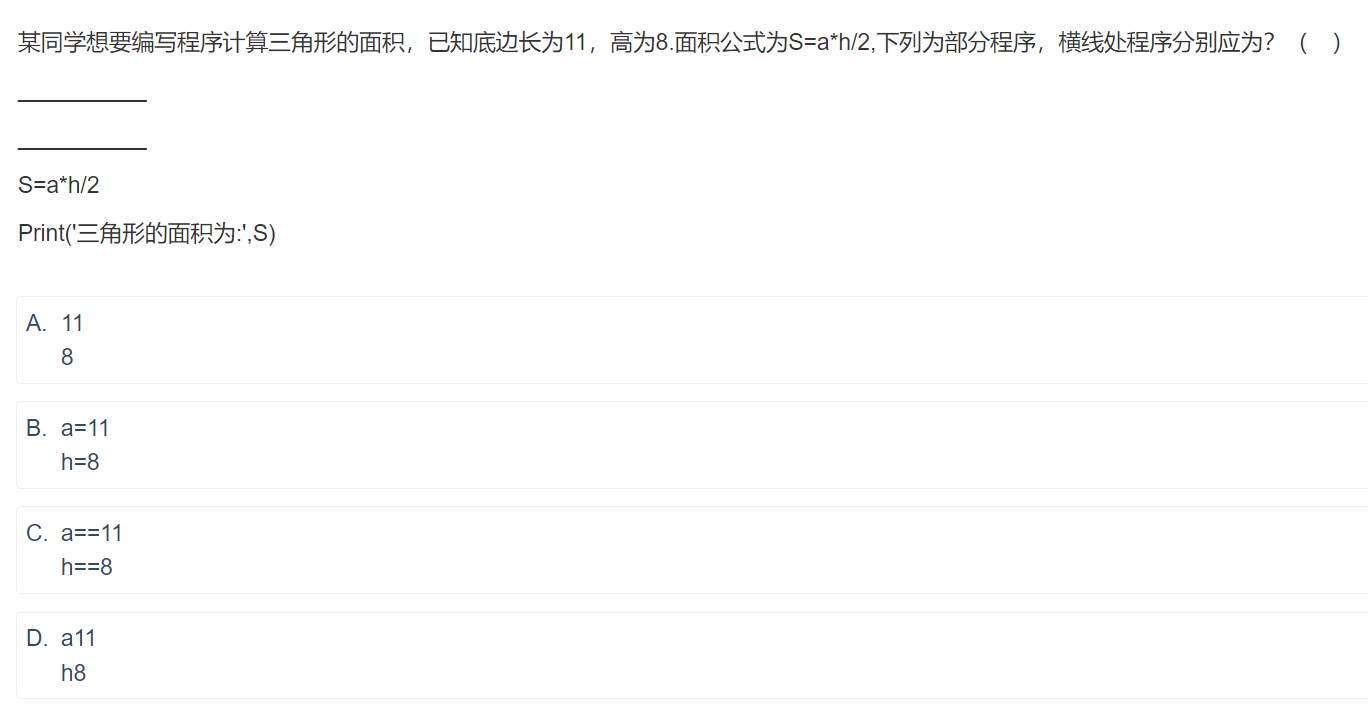 某同学想要编写程序计算三角形的面积，已知底边长为11，高为8.面积公式为S=a*h/2,下列为部分程序，横线处程序分别应为？（　）
S=a*h/2
Print('三角形的面积为:',S)
A. 11
8
B. a=11
h=8
C. a==11
h==8
D. a11
h8